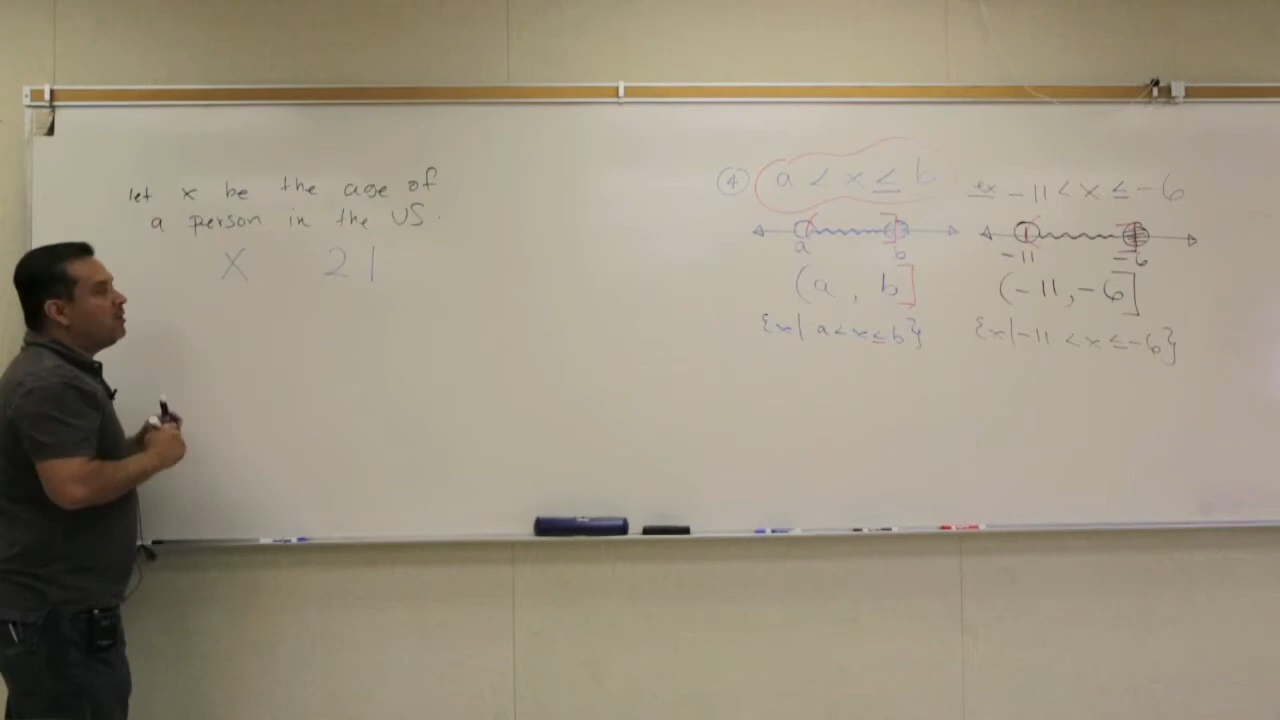 let x be the age of
a person in the US.
X 21
④ a < x ≤ b
a b
(a, b]
{x| a<x≤b}
ex -11 < x ≤ -6
-11 -6
(-11, -6]
{x|-11 < x ≤ -6}